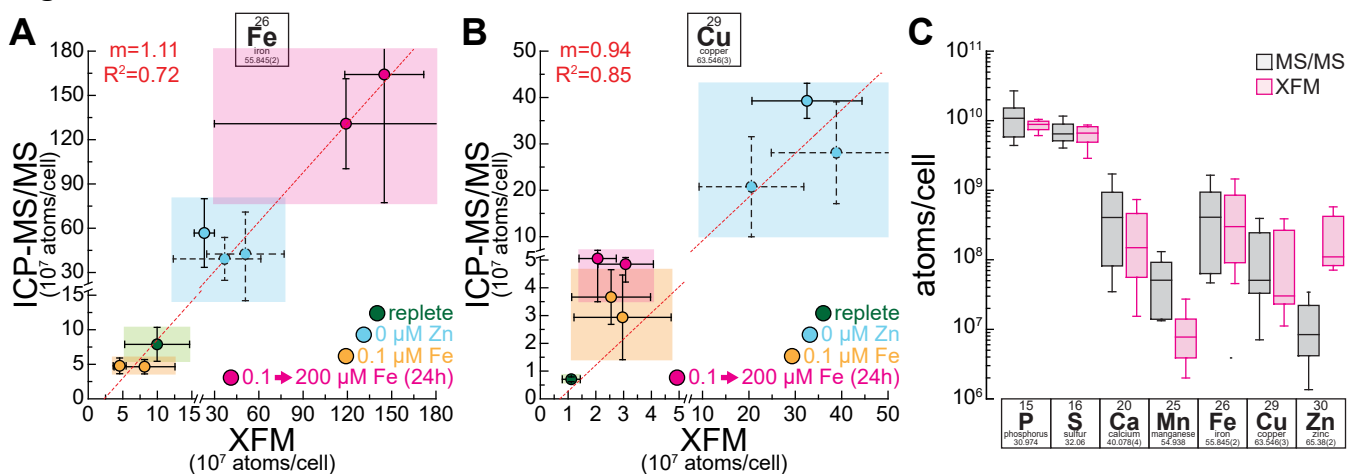 A
26
Fe
iron
55.845(2)
m=1.11
R²=0.72
ICP-MS/MS
(10⁷ atoms/cell)
180
150
120
90
60
30
15
10
5
0
5
10
15
30
60
90
120
150
180
XFM
(10⁷ atoms/cell)
replete
0 µM Zn
0.1 µM Fe
0.1 → 200 µM Fe (24h)
B
29
Cu
copper
63.546(3)
m=0.94
R²=0.85
ICP-MS/MS
(10⁷ atoms/cell)
50
40
30
20
10
5
4
3
2
1
0
0
1
2
3
4
5
10
20
30
40
50
XFM
(10⁷ atoms/cell)
replete
0 µM Zn
0.1 µM Fe
0.1 → 200 µM Fe (24h)
C
MS/MS
XFM
atoms/cell
10¹¹
10¹⁰
10⁹
10⁸
10⁷
10⁶
15
P
phosphorus
30.974
16
S
sulfur
32.06
20
Ca
calcium
40.078(4)
25
Mn
manganese
54.938
26
Fe
iron
55.845(2)
29
Cu
copper
63.546(3)
30
Zn
zinc
65.38(2)